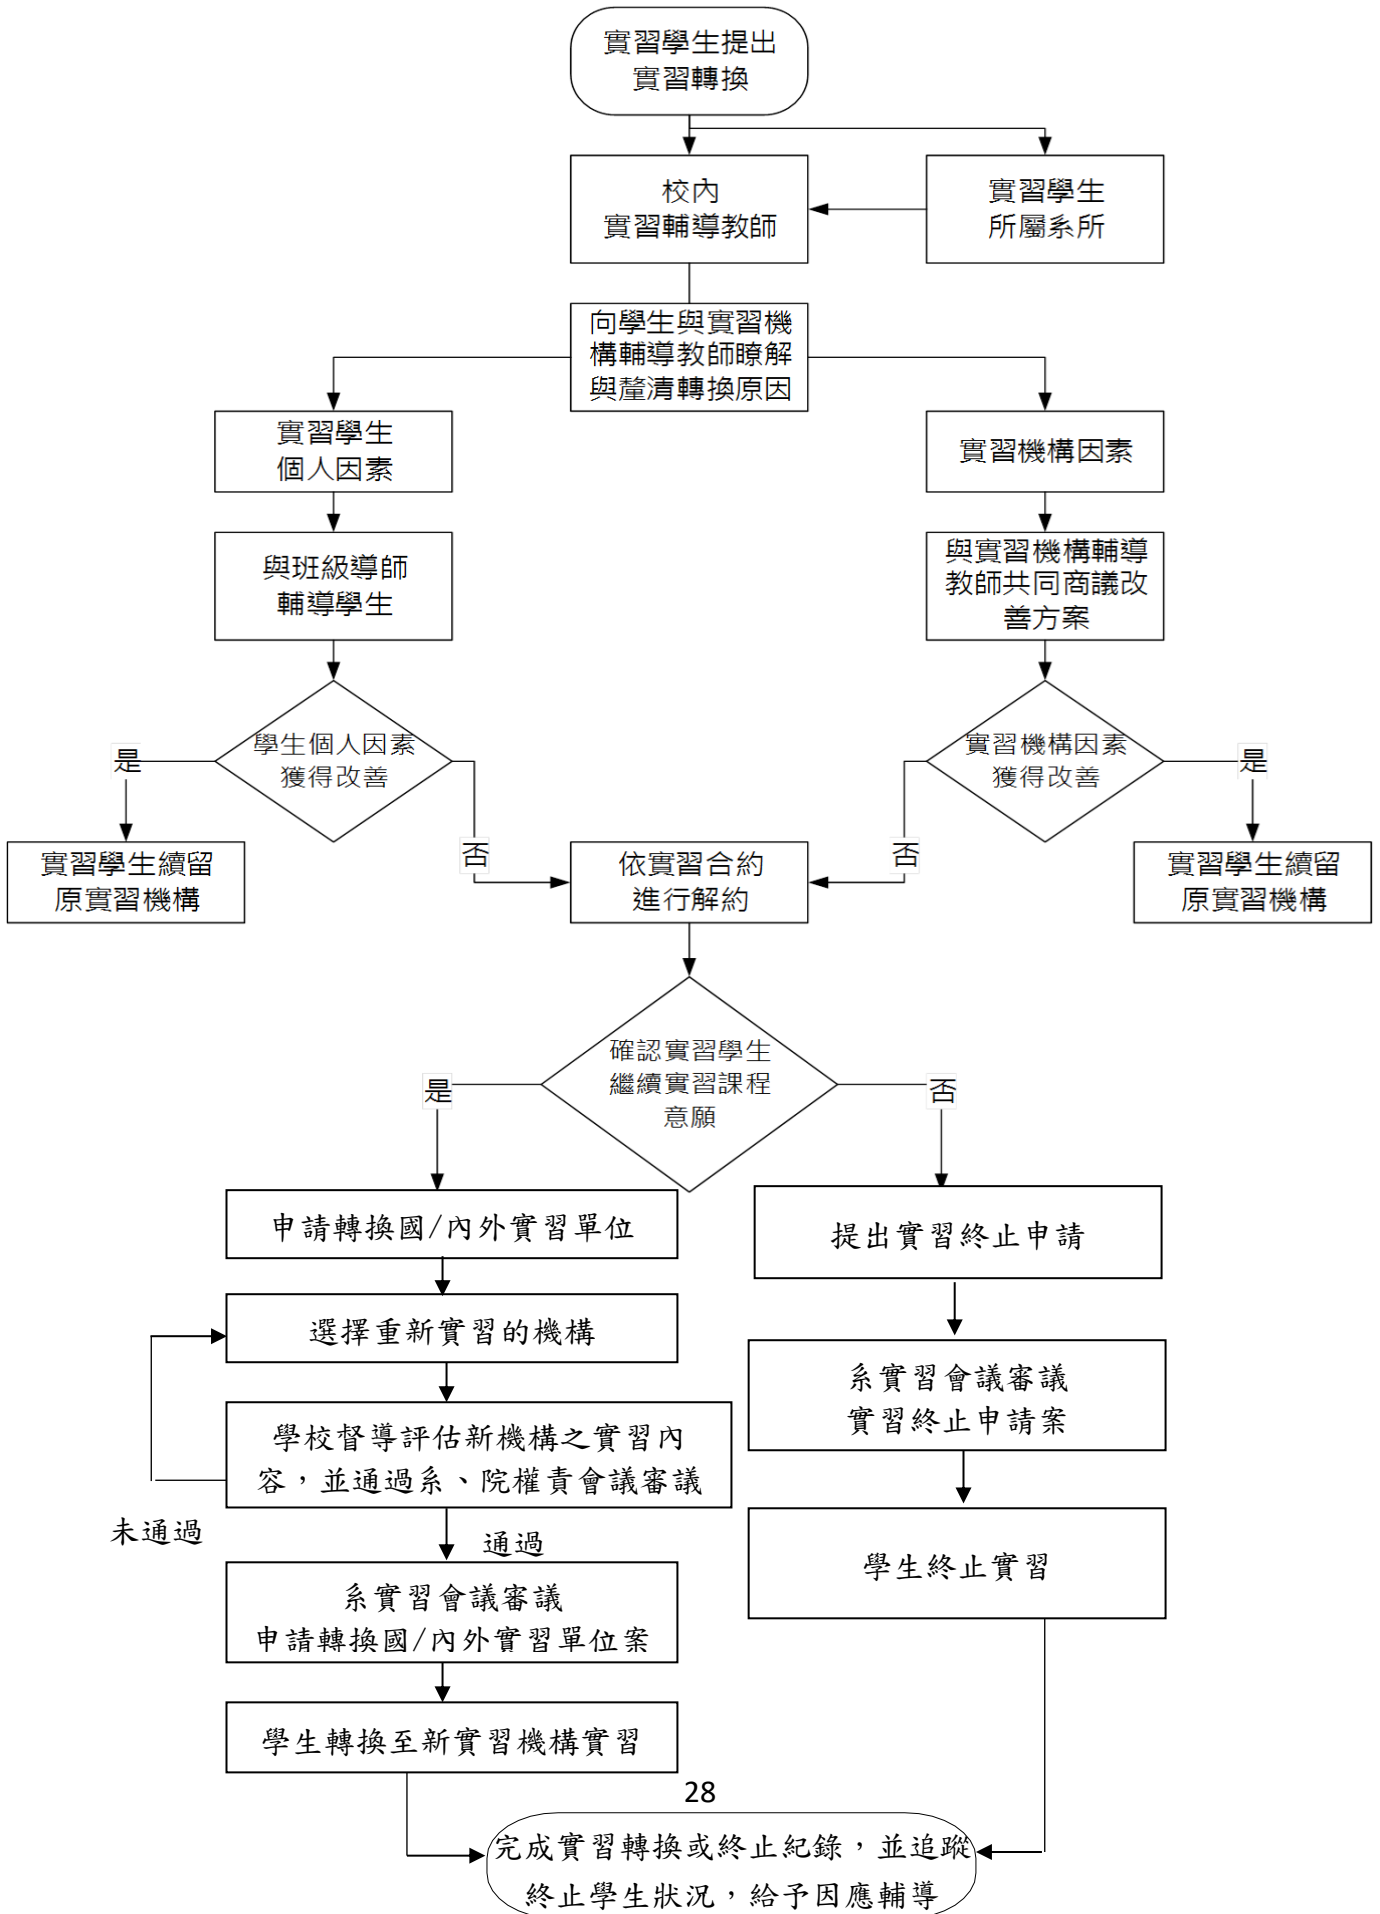 實習學生提出
實習轉換
校內
實習輔導教師
實習學生
所屬系所
向學生與實習機
構輔導教師瞭解
與釐清轉換原因
實習學生
個人因素
實習機構因素
與班級導師
輔導學生
與實習機構輔導
教師共同商議改
善方案
學生個人因素
獲得改善
實習機構因素
獲得改善
是
是
否
否
實習學生續留
原實習機構
依實習合約
進行解約
實習學生續留
原實習機構
確認實習學生
繼續實習課程
意願
是
否
申請轉換國/內外實習單位
提出實習終止申請
選擇重新實習的機構
系實習會議審議
實習終止申請案
學校督導評估新機構之實習內
容，並通過系、院權責會議審議
未通過
通過
學生終止實習
系實習會議審議
申請轉換國/內外實習單位案
學生轉換至新實習機構實習
28
完成實習轉換或終止紀錄，並追蹤
終止學生狀況，給予因應輔導